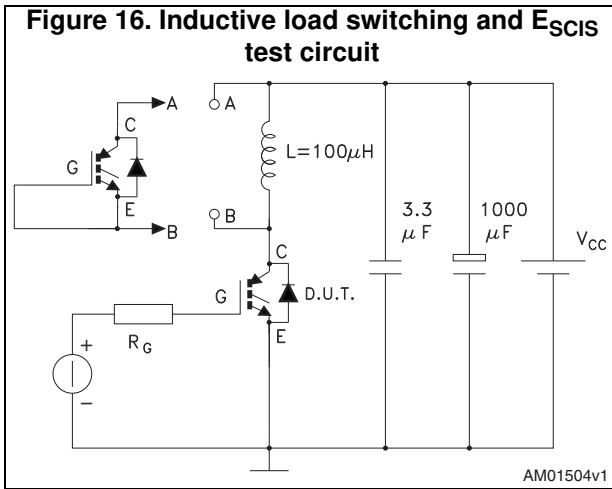 Figure 16. Inductive load switching and ESCIS
test circuit
A
A
C
G
L=100μH
E
B
B
C
3.3
μF
1000
μF
VCC
G
D.U.T.
E
RG
+
-
AM01504v1